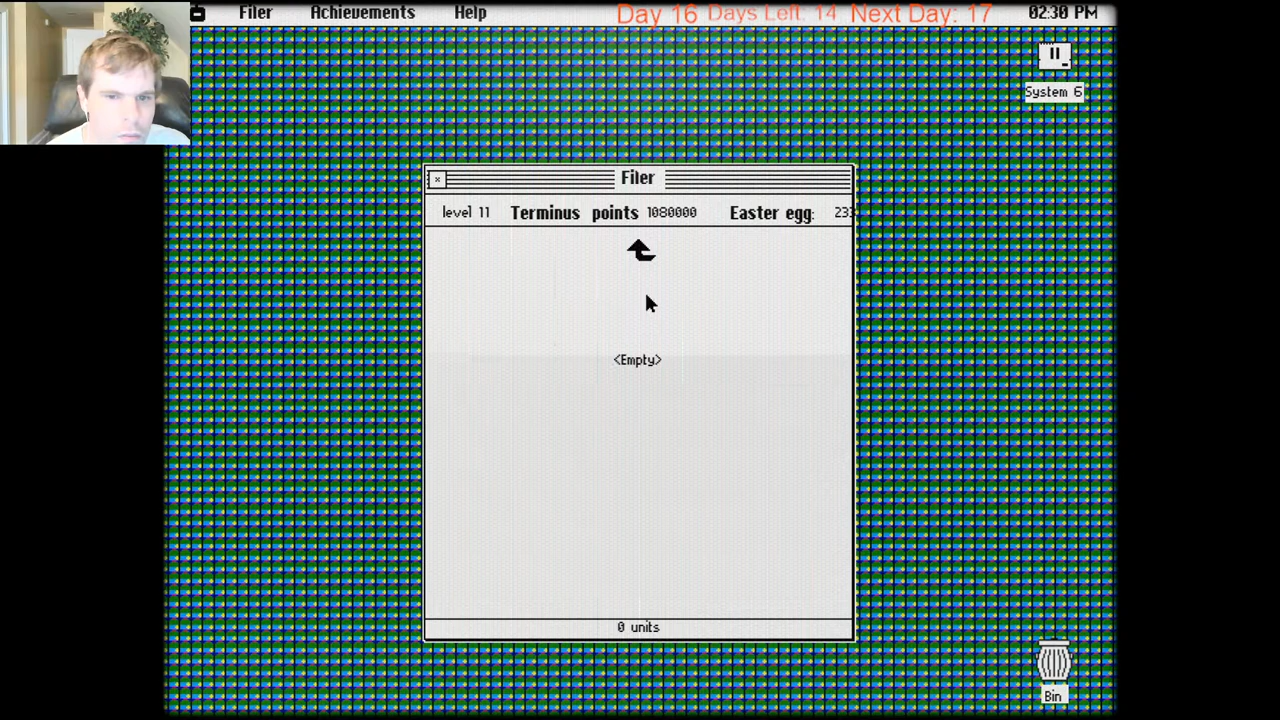 Filer Achievements Help Day 16 Days Left: 14 Next Day: 17 02:30 PM
System 6
Filer
level 11 Terminus points 1080000 Easter egg: 233
<Empty>
0 units
Bin